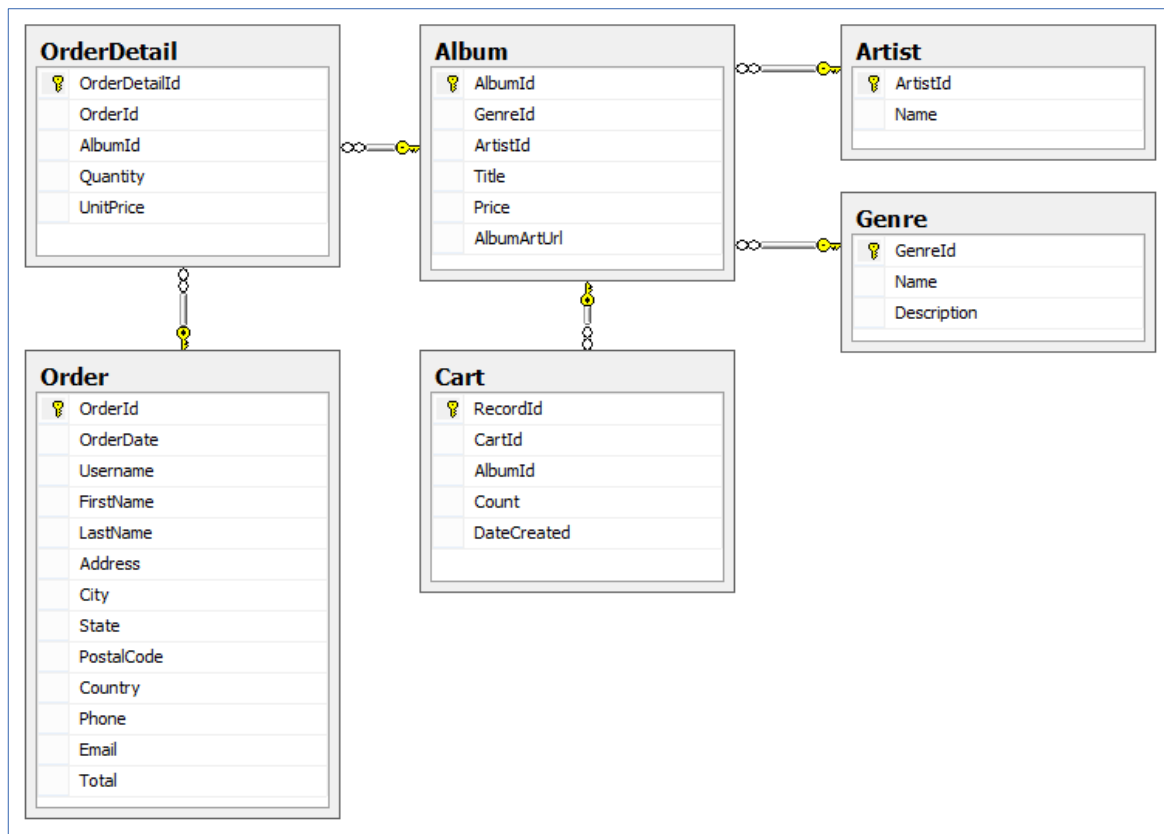 OrderDetail
OrderDetailId
OrderId
AlbumId
Quantity
UnitPrice
Album
AlbumId
GenreId
ArtistId
Title
Price
AlbumArtUrl
Artist
ArtistId
Name
Genre
GenreId
Name
Description
Order
OrderId
OrderDate
Username
FirstName
LastName
Address
City
State
PostalCode
Country
Phone
Email
Total
Cart
RecordId
CartId
AlbumId
Count
DateCreated